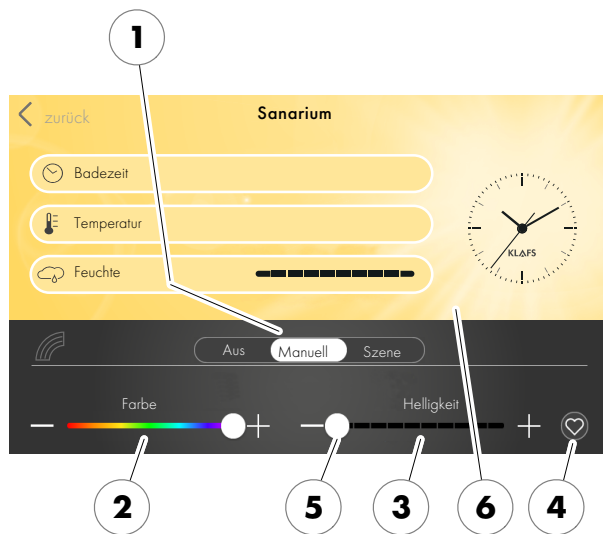 1
zurück
Sanarium
Badezeit
Temperatur
Feuchte
KLAFS
Aus Manuell Szene
Farbe
Helligkeit
2
5
3
6
4